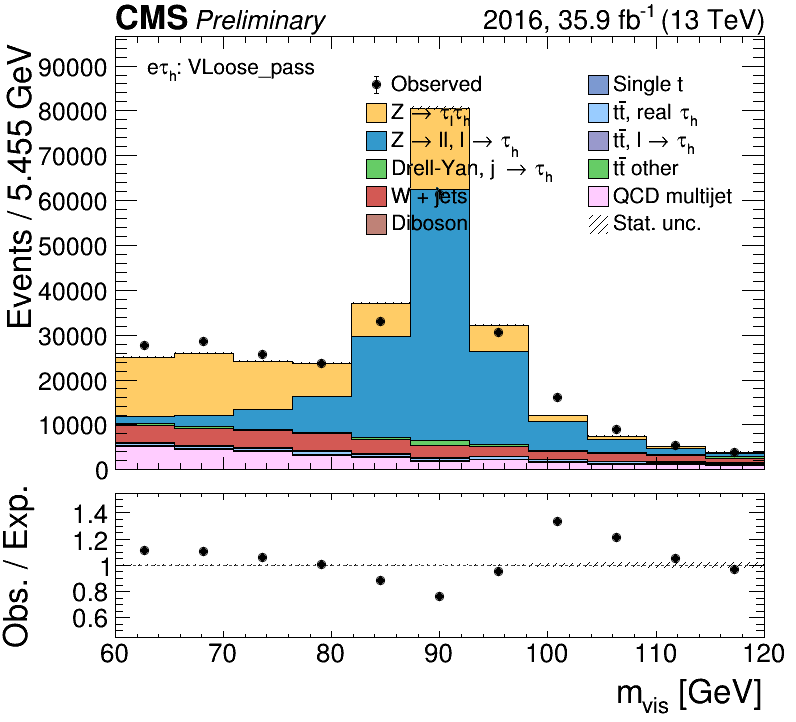 CMS Preliminary 2016, 35.9 fb⁻¹ (13 TeV)
Events / 5.455 GeV
eτₕ: VLoose_pass
Observed
Z → τₗτₕ
Z → ll, l → τₕ
Drell-Yan, j → τₕ
W + jets
Diboson
Single t
tt̄, real τₕ
tt̄, l → τₕ
tt̄ other
QCD multijet
Stat. unc.
90000
80000
70000
60000
50000
40000
30000
20000
10000
0
Obs. / Exp.
1.4
1.2
1
0.8
0.6
60 70 80 90 100 110 120
m_vis [GeV]